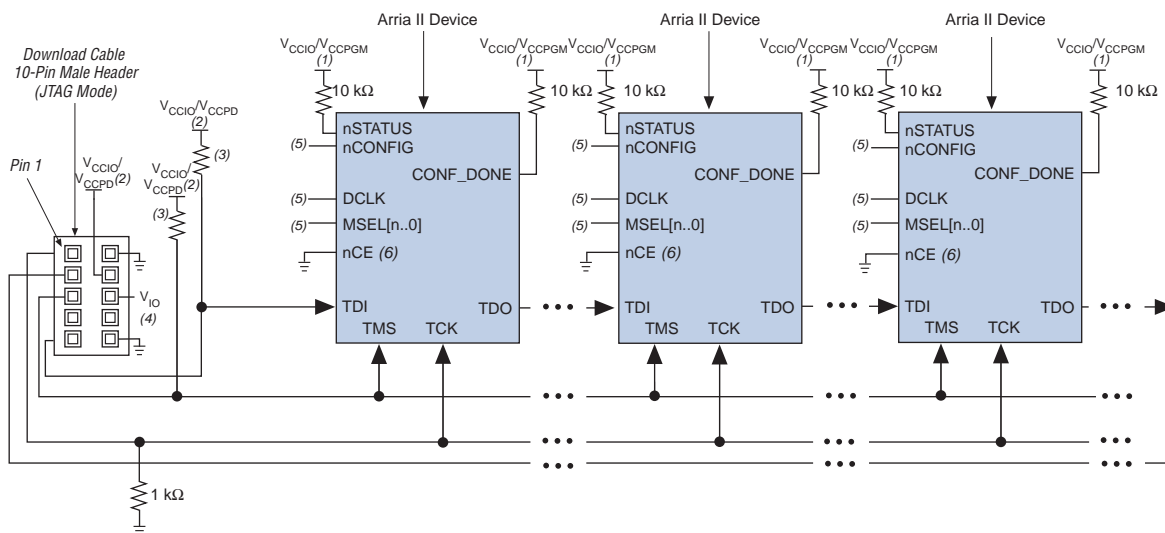 Arria II Device
Arria II Device
Arria II Device
Download Cable
10-Pin Male Header
(JTAG Mode)
Pin 1
VCCIO/
VCCPD(2)
VCCIO/VCCPD
(2)
(3)
VCCIO/
VCCPD(2)
(3)
VIO
(4)
1 kΩ
VCCIO/VCCPGM
(1)
10 kΩ
VCCIO/VCCPGM
(1)
10 kΩ
nSTATUS
(5) nCONFIG
CONF_DONE
(5) DCLK
(5) MSEL[n..0]
nCE (6)
TDI
TDO
TMS
TCK
VCCIO/VCCPGM
(1)
10 kΩ
VCCIO/VCCPGM
(1)
10 kΩ
nSTATUS
(5) nCONFIG
CONF_DONE
(5) DCLK
(5) MSEL[n..0]
nCE (6)
TDI
TDO
TMS
TCK
VCCIO/VCCPGM
(1)
10 kΩ
VCCIO/VCCPGM
(1)
10 kΩ
nSTATUS
(5) nCONFIG
CONF_DONE
(5) DCLK
(5) MSEL[n..0]
nCE (6)
TDI
TDO
TMS
TCK